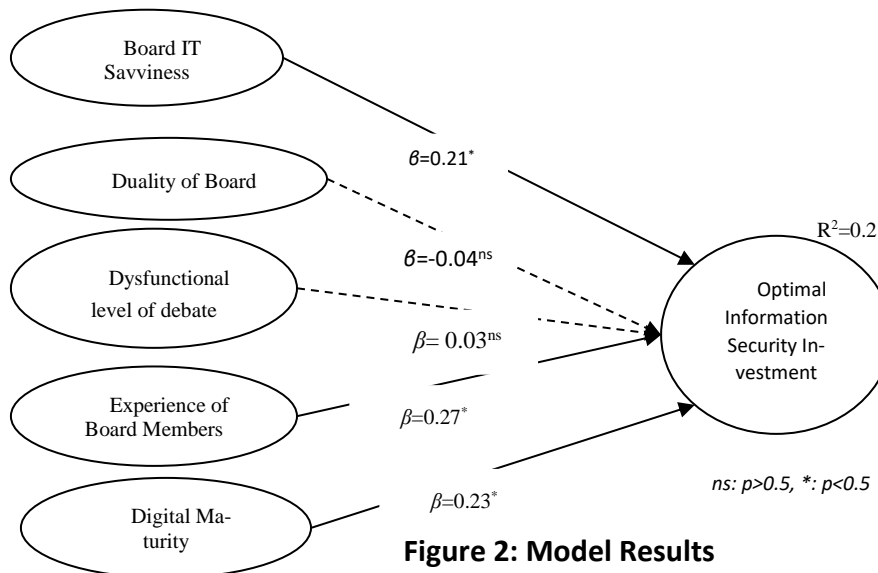 Board IT
Savviness
β=0.21*
Duality of Board
R²=0.2
β=-0.04ns
Dysfunctional
level of debate
Optimal
Information
Security In-
vestment
β= 0.03ns
Experience of
Board Members
β=0.27*
ns: p>0.5, *: p<0.5
β=0.23*
Digital Ma-
turity
Figure 2: Model Results